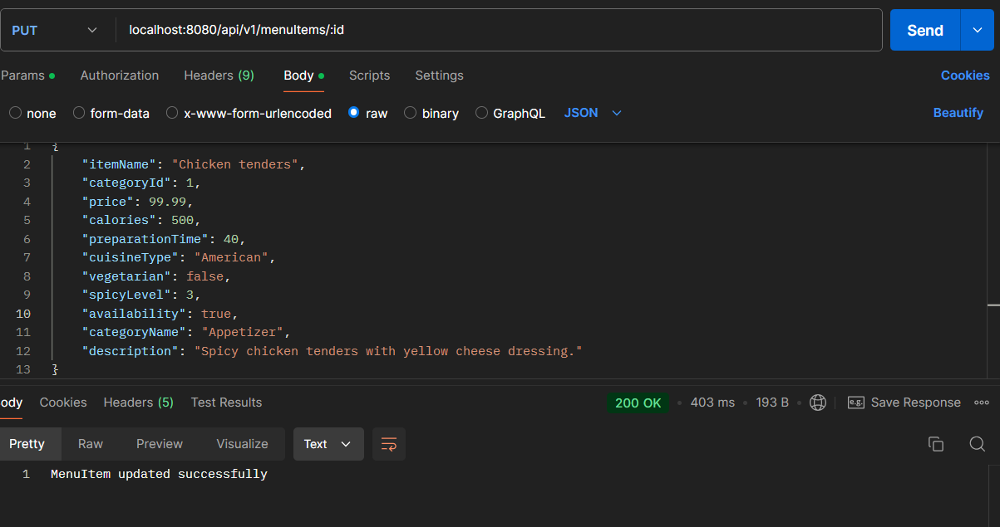 PUT localhost:8080/api/v1/menuItems/:id Send
Params Authorization Headers (9) Body Scripts Settings Cookies
none form-data x-www-form-urlencoded raw binary GraphQL JSON Beautify
1 {
2 "itemName": "Chicken tenders",
3 "categoryId": 1,
4 "price": 99.99,
5 "calories": 500,
6 "preparationTime": 40,
7 "cuisineType": "American",
8 "vegetarian": false,
9 "spicyLevel": 3,
10 "availability": true,
11 "categoryName": "Appetizer",
12 "description": "Spicy chicken tenders with yellow cheese dressing."
13 }
ody Cookies Headers (5) Test Results 200 OK • 403 ms • 193 B • e.g. Save Response
Pretty Raw Preview Visualize Text
1 MenuItem updated successfully